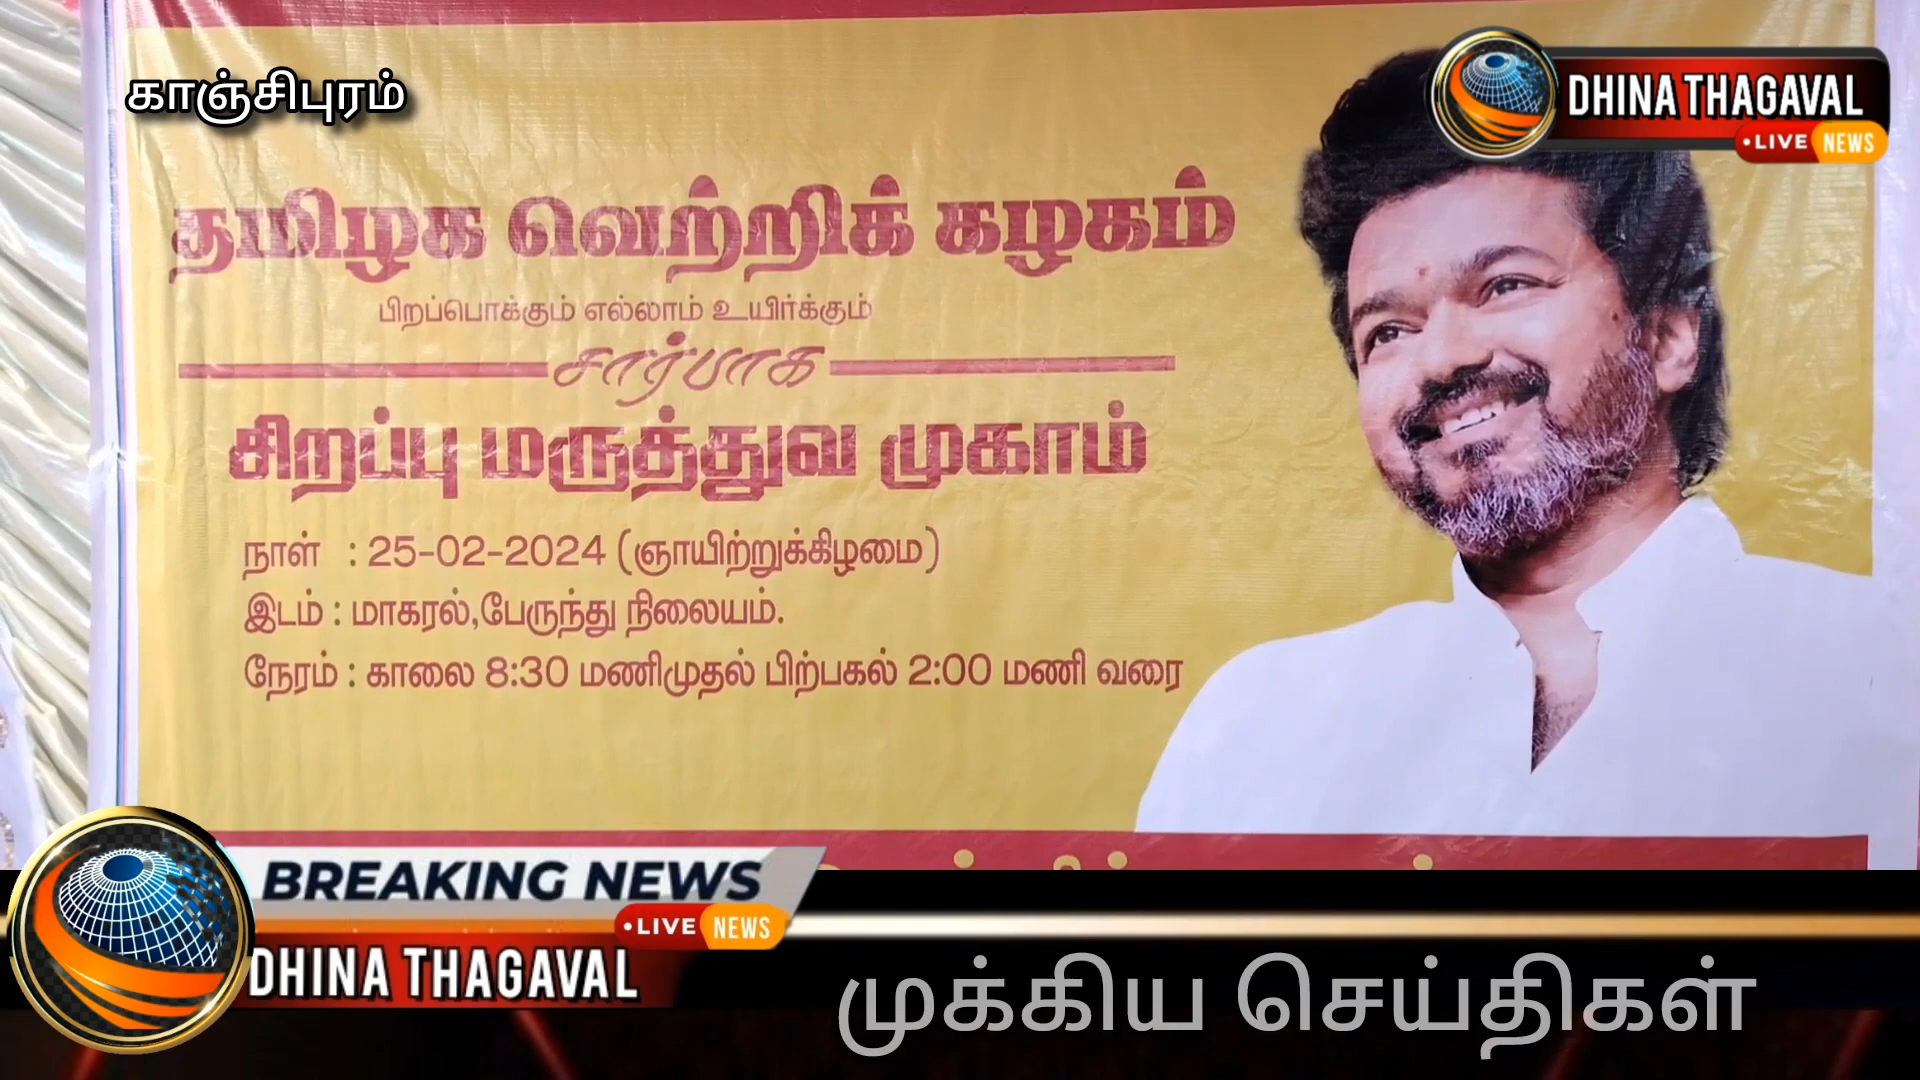 காஞ்சிபுரம்
DHINA THAGAVAL
• LIVE NEWS
தமிழக வெற்றிக் கழகம்
பிறப்பொக்கும் எல்லாம் உயிர்க்கும்
சார்பாக
சிறப்பு மருத்துவ முகாம்
நாள் : 25-02-2024 (ஞாயிற்றுக்கிழமை)
இடம் : மாகரல்,பேருந்து நிலையம்.
நேரம் : காலை 8:30 மணிமுதல் பிற்பகல் 2:00 மணி வரை
BREAKING NEWS
• LIVE NEWS
DHINA THAGAVAL
முக்கிய செய்திகள்